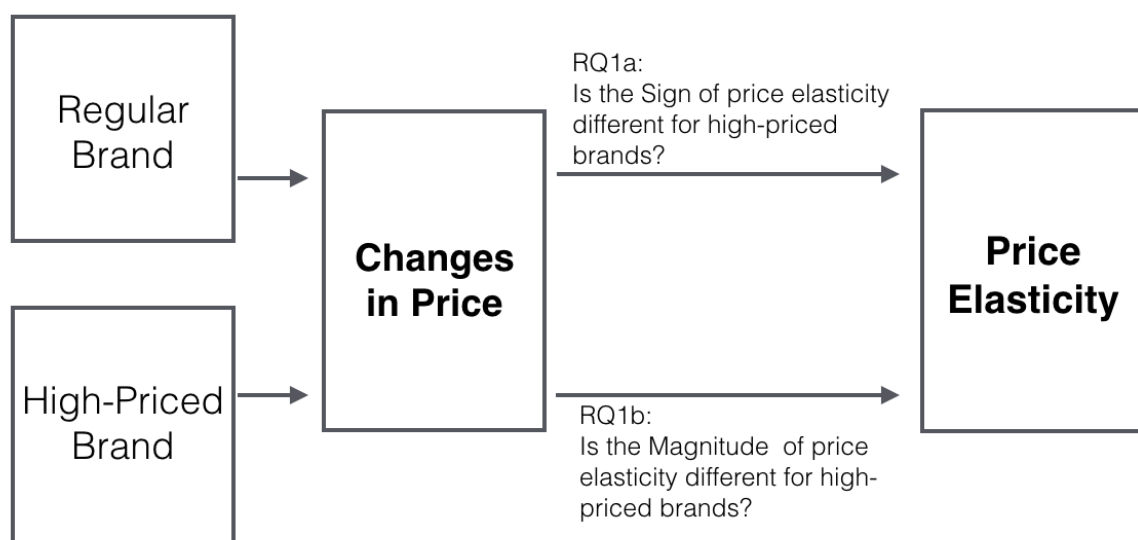 Regular
Brand
High-Priced
Brand
Changes
in Price
RQ1a:
Is the Sign of price elasticity
different for high-priced
brands?
RQ1b:
Is the Magnitude  of price
elasticity different for high-
priced brands?
Price
Elasticity